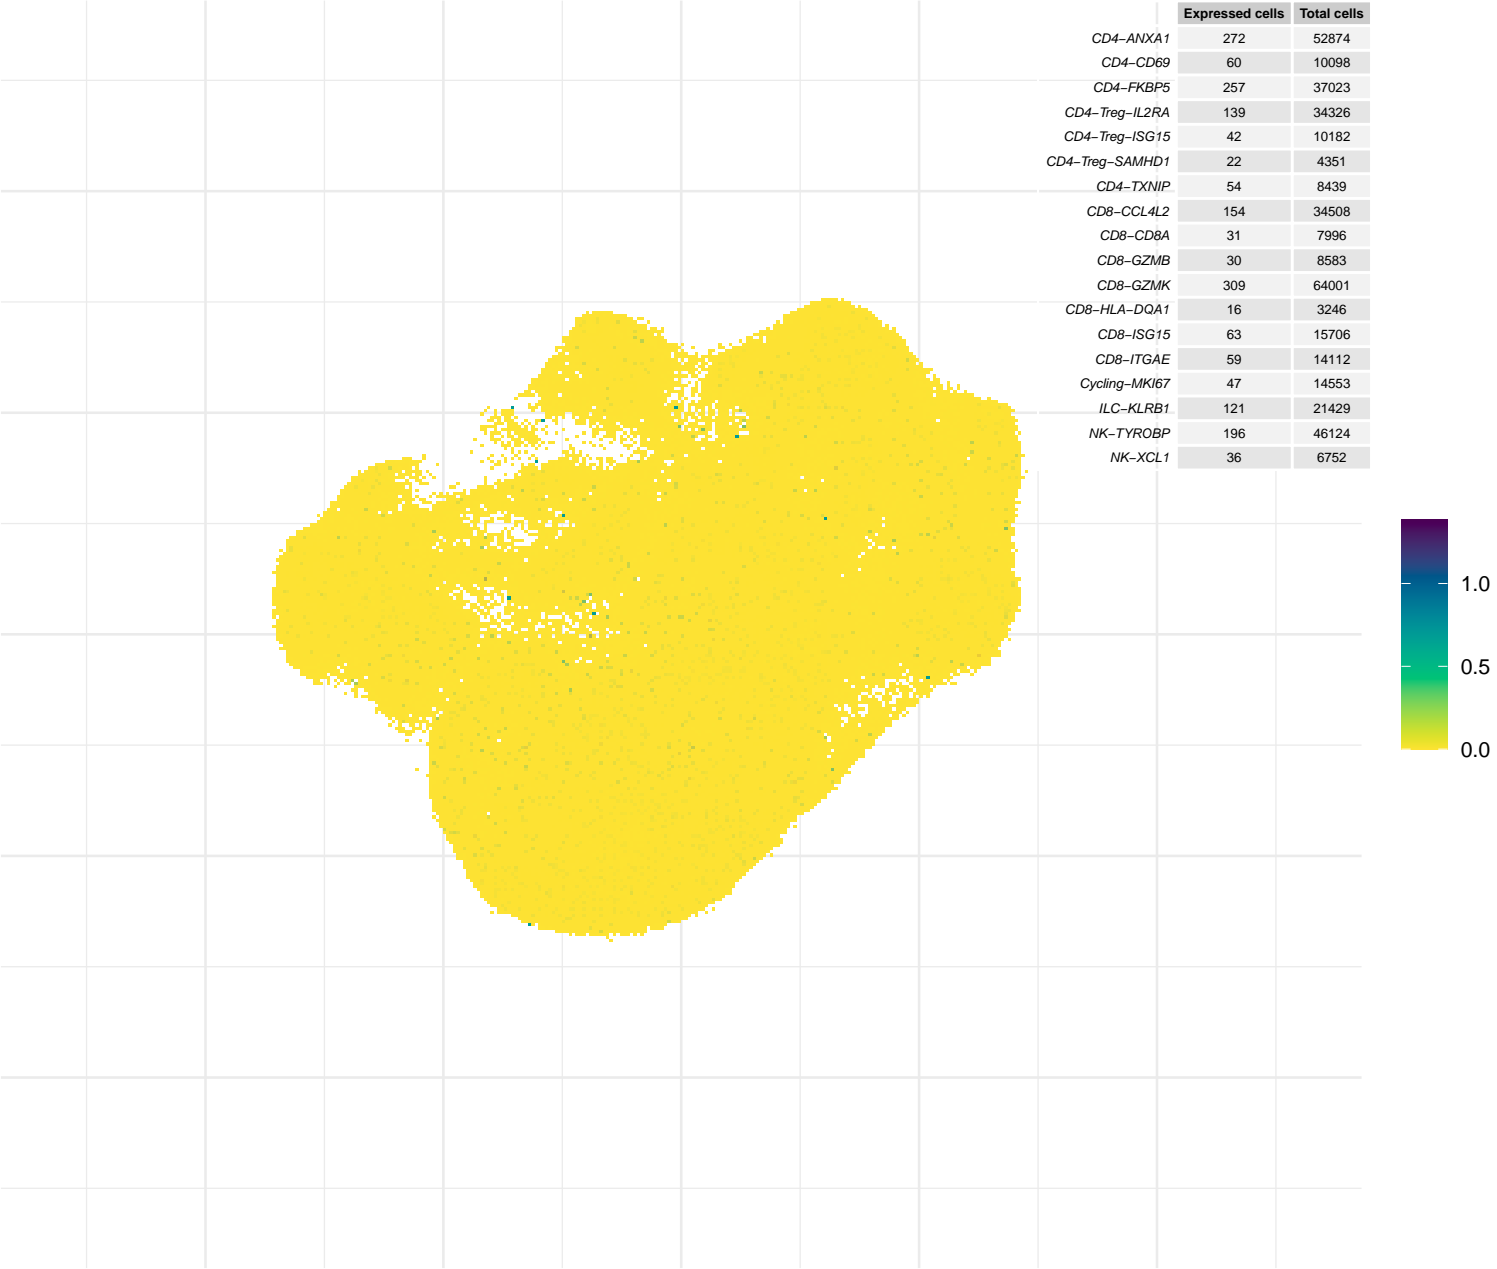 Expressed cells Total cells
CD4−ANXA1 272 52874
CD4−CD69 60 10098
CD4−FKBP5 257 37023
CD4−Treg−IL2RA 139 34326
CD4−Treg−ISG15 42 10182
CD4−Treg−SAMHD1 22 4351
CD4−TXNIP 54 8439
CD8−CCL4L2 154 34508
CD8−CD8A 31 7996
CD8−GZMB 30 8583
CD8−GZMK 309 64001
CD8−HLA−DQA1 16 3246
CD8−ISG15 63 15706
CD8−ITGAE 59 14112
Cycling−MKI67 47 14553
ILC−KLRB1 121 21429
NK−TYROBP 196 46124
NK−XCL1 36 6752
1.0
0.5
0.0